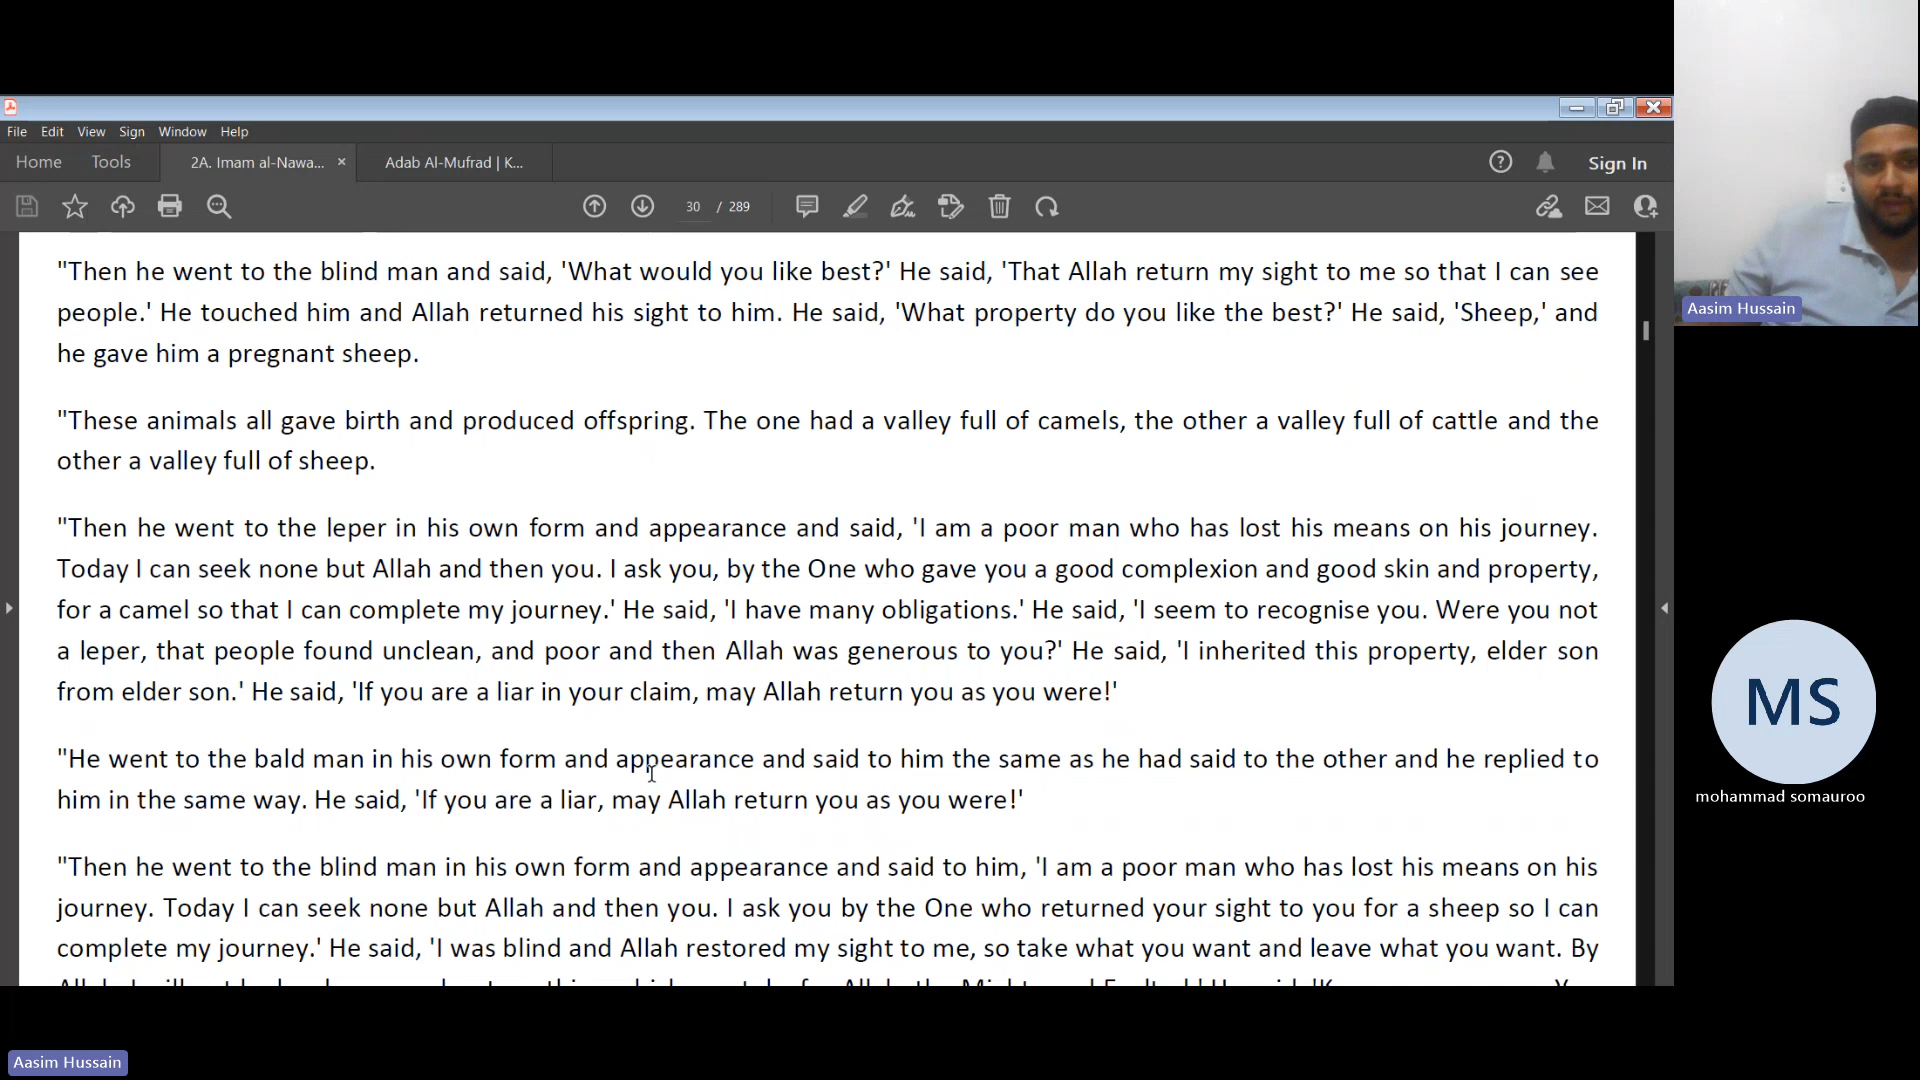 File Edit View Sign Window Help
Home Tools 2A. Imam al-Nawa... × Adab Al-Mufrad | K... Sign In
30 / 289
"Then he went to the blind man and said, 'What would you like best?' He said, 'That Allah return my sight to me so that I can see
people.' He touched him and Allah returned his sight to him. He said, 'What property do you like the best?' He said, 'Sheep,' and
he gave him a pregnant sheep.
"These animals all gave birth and produced offspring. The one had a valley full of camels, the other a valley full of cattle and the
other a valley full of sheep.
"Then he went to the leper in his own form and appearance and said, 'I am a poor man who has lost his means on his journey.
Today I can seek none but Allah and then you. I ask you, by the One who gave you a good complexion and good skin and property,
for a camel so that I can complete my journey.' He said, 'I have many obligations.' He said, 'I seem to recognise you. Were you not
a leper, that people found unclean, and poor and then Allah was generous to you?' He said, 'I inherited this property, elder son
from elder son.' He said, 'If you are a liar in your claim, may Allah return you as you were!'
"He went to the bald man in his own form and appearance and said to him the same as he had said to the other and he replied to
him in the same way. He said, 'If you are a liar, may Allah return you as you were!'
"Then he went to the blind man in his own form and appearance and said to him, 'I am a poor man who has lost his means on his
journey. Today I can seek none but Allah and then you. I ask you by the One who returned your sight to you for a sheep so I can
complete my journey.' He said, 'I was blind and Allah restored my sight to me, so take what you want and leave what you want. By
Aasim Hussain
MS
mohammad somauroo
Aasim Hussain